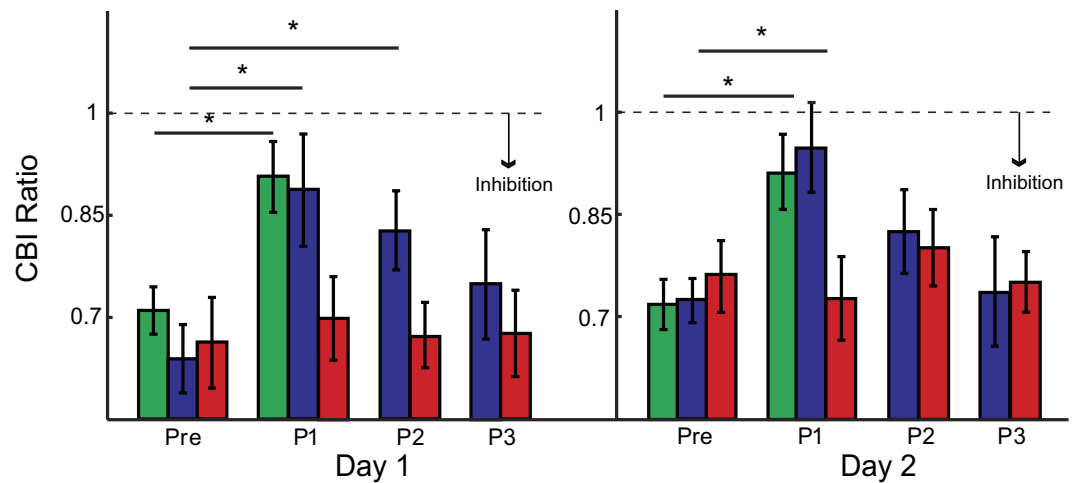 *
*
*
1
0.85
0.7
CBI Ratio
Inhibition
Pre P1 P2 P3
Day 1
*
*
1
0.85
0.7
Inhibition
Pre P1 P2 P3
Day 2